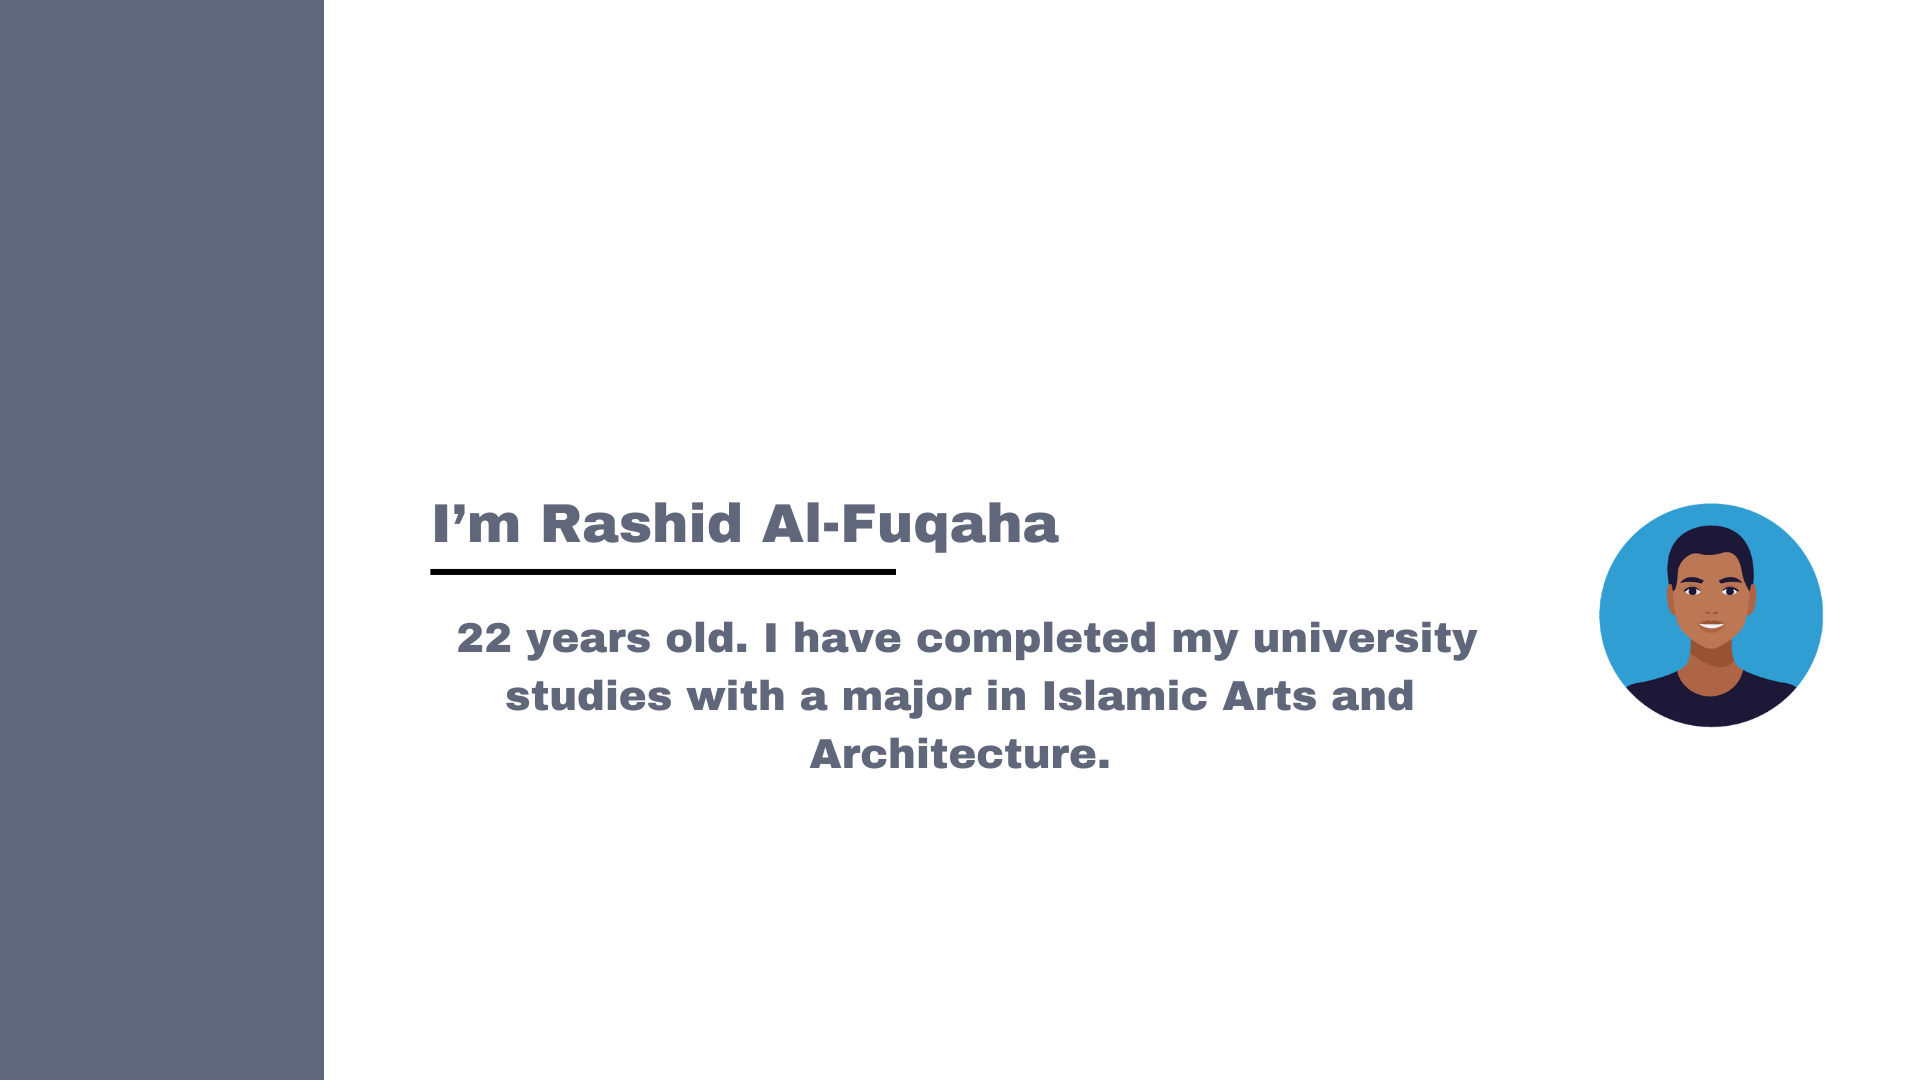 I’m Rashid Al-Fuqaha
22 years old. I have completed my university
studies with a major in Islamic Arts and
Architecture.